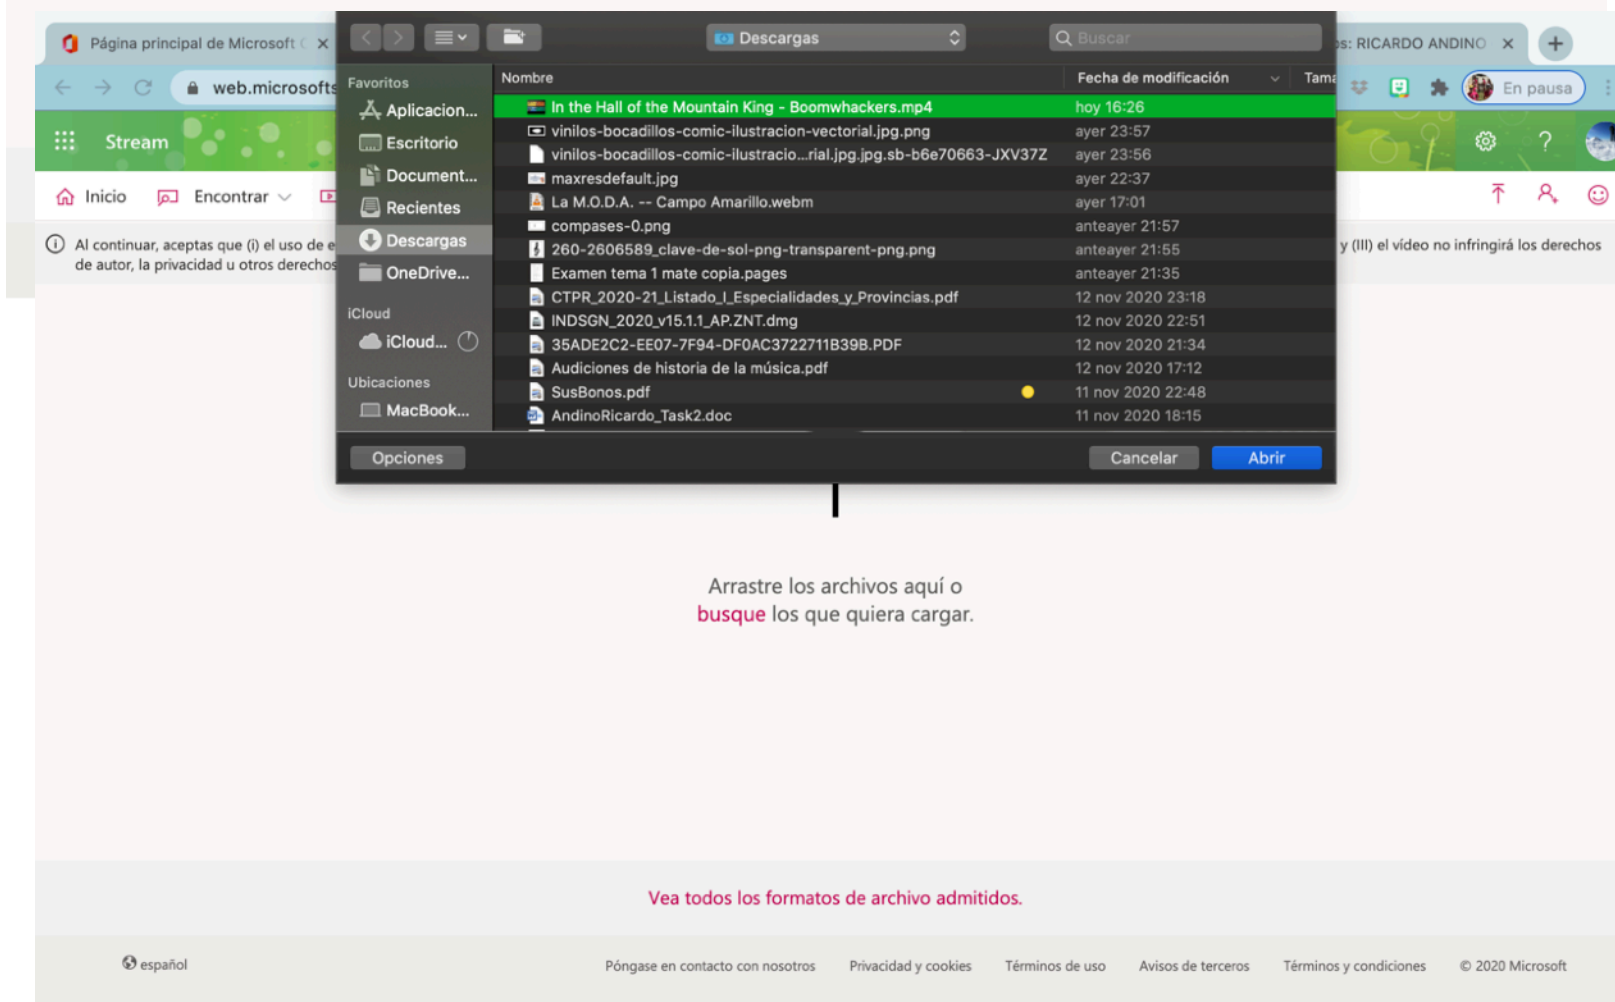 Página principal de Microsoft
Descargas
Buscar
os: RICARDO ANDINO
web.microsofts
En pausa
Favoritos
Nombre
Fecha de modificación
Tama
Aplicacion...
In the Hall of the Mountain King - Boomwhackers.mp4
hoy 16:26
vinilos-bocadillos-comic-ilustracion-vectorial.jpg.png
ayer 23:57
Stream
?
Escritorio
vinilos-bocadillos-comic-ilustracio...rial.jpg.jpg.sb-b6e70663-JXV37Z
ayer 23:56
Document...
maxresdefault.jpg
ayer 22:37
Inicio
Encontrar
Recientes
La M.O.D.A. -- Campo Amarillo.webm
ayer 17:01
compases-0.png
anteayer 21:57
Descargas
260-2606589_clave-de-sol-png-transparent-png.png
anteayer 21:55
Al continuar, aceptas que (i) el uso de e
y (III) el vídeo no infringirá los derechos
de autor, la privacidad u otros derechos
OneDrive...
Examen tema 1 mate copia.pages
anteayer 21:35
CTPR_2020-21_Listado_I_Especialidades_y_Provincias.pdf
12 nov 2020 23:18
iCloud
INDSGN_2020_v15.1.1_AP.ZNT.dmg
12 nov 2020 22:51
iCloud...
35ADE2C2-EE07-7F94-DF0AC3722711B39B.PDF
12 nov 2020 21:34
Audiciones de historia de la música.pdf
12 nov 2020 17:12
Ubicaciones
SusBonos.pdf
11 nov 2020 22:48
MacBook...
AndinoRicardo_Task2.doc
11 nov 2020 18:15
Opciones
Cancelar
Abrir
Arrastre los archivos aquí o
busque los que quiera cargar.
Vea todos los formatos de archivo admitidos.
español
Póngase en contacto con nosotros
Privacidad y cookies
Términos de uso
Avisos de terceros
Términos y condiciones
© 2020 Microsoft